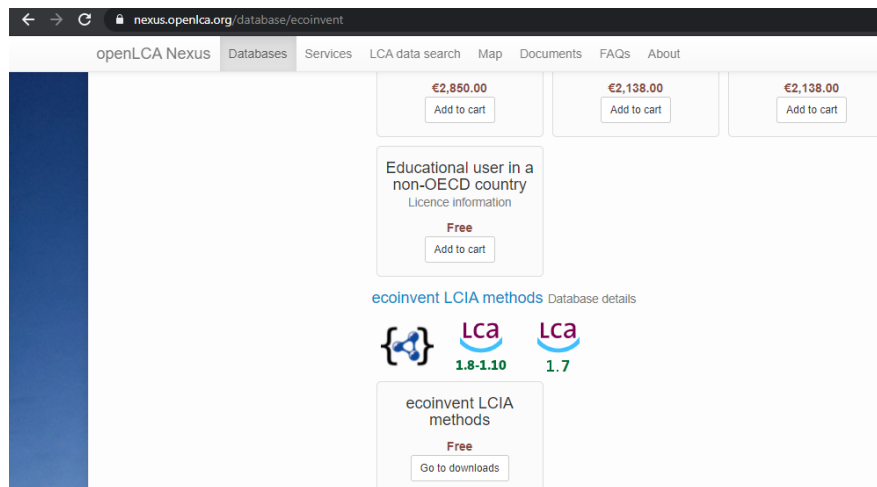 nexus.openlca.org/database/ecoinvent
openLCA Nexus Databases Services LCA data search Map Documents FAQs About
€2,850.00 €2,138.00 €2,138.00
Add to cart Add to cart Add to cart
Educational user in a
non-OECD country
Licence information
Free
Add to cart
ecoinvent LCIA methods Database details
Lca Lca
1.8-1.10 1.7
ecoinvent LCIA
methods
Free
Go to downloads